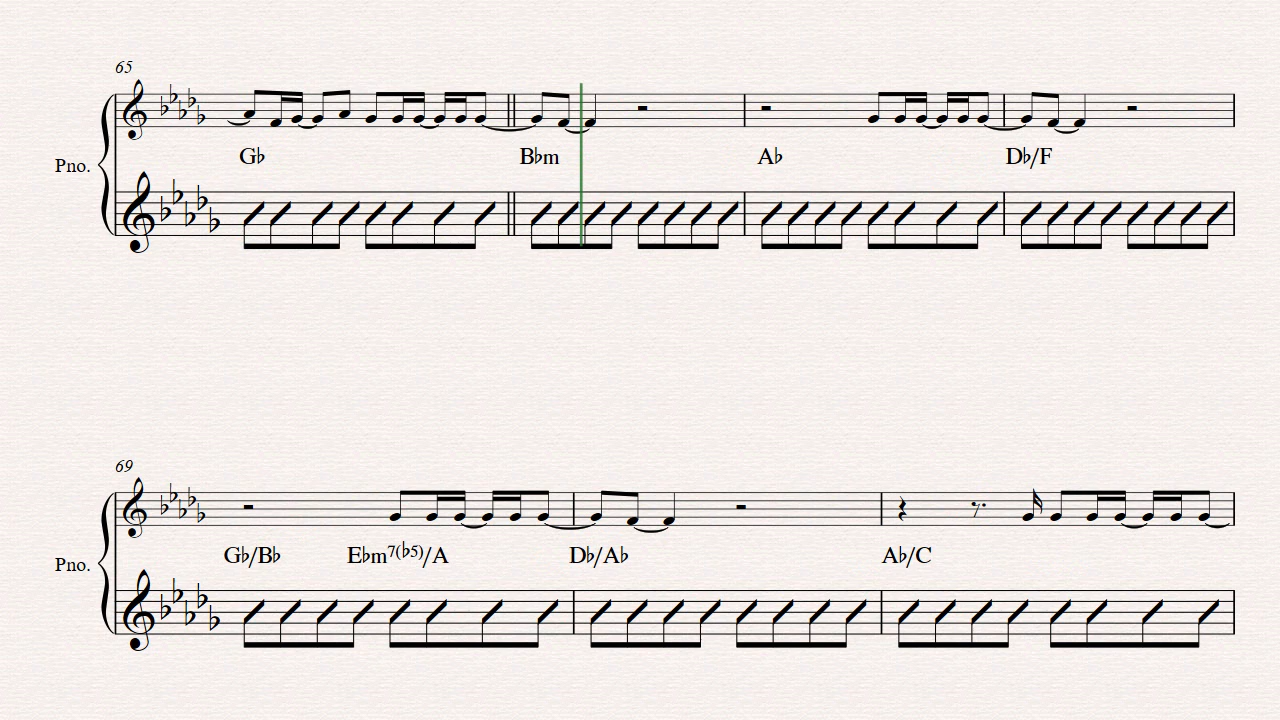 65
Pno.
G♭ B♭m A♭ D♭/F
69
Pno.
G♭/B♭ E♭m7(♭5)/A D♭/A♭ A♭/C